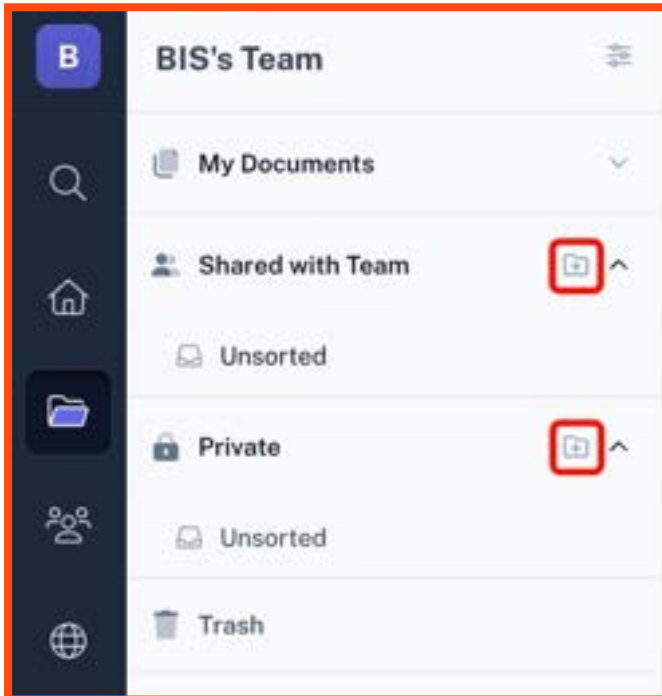 B
BIS's Team
My Documents
Shared with Team
Unsorted
Private
Unsorted
Trash